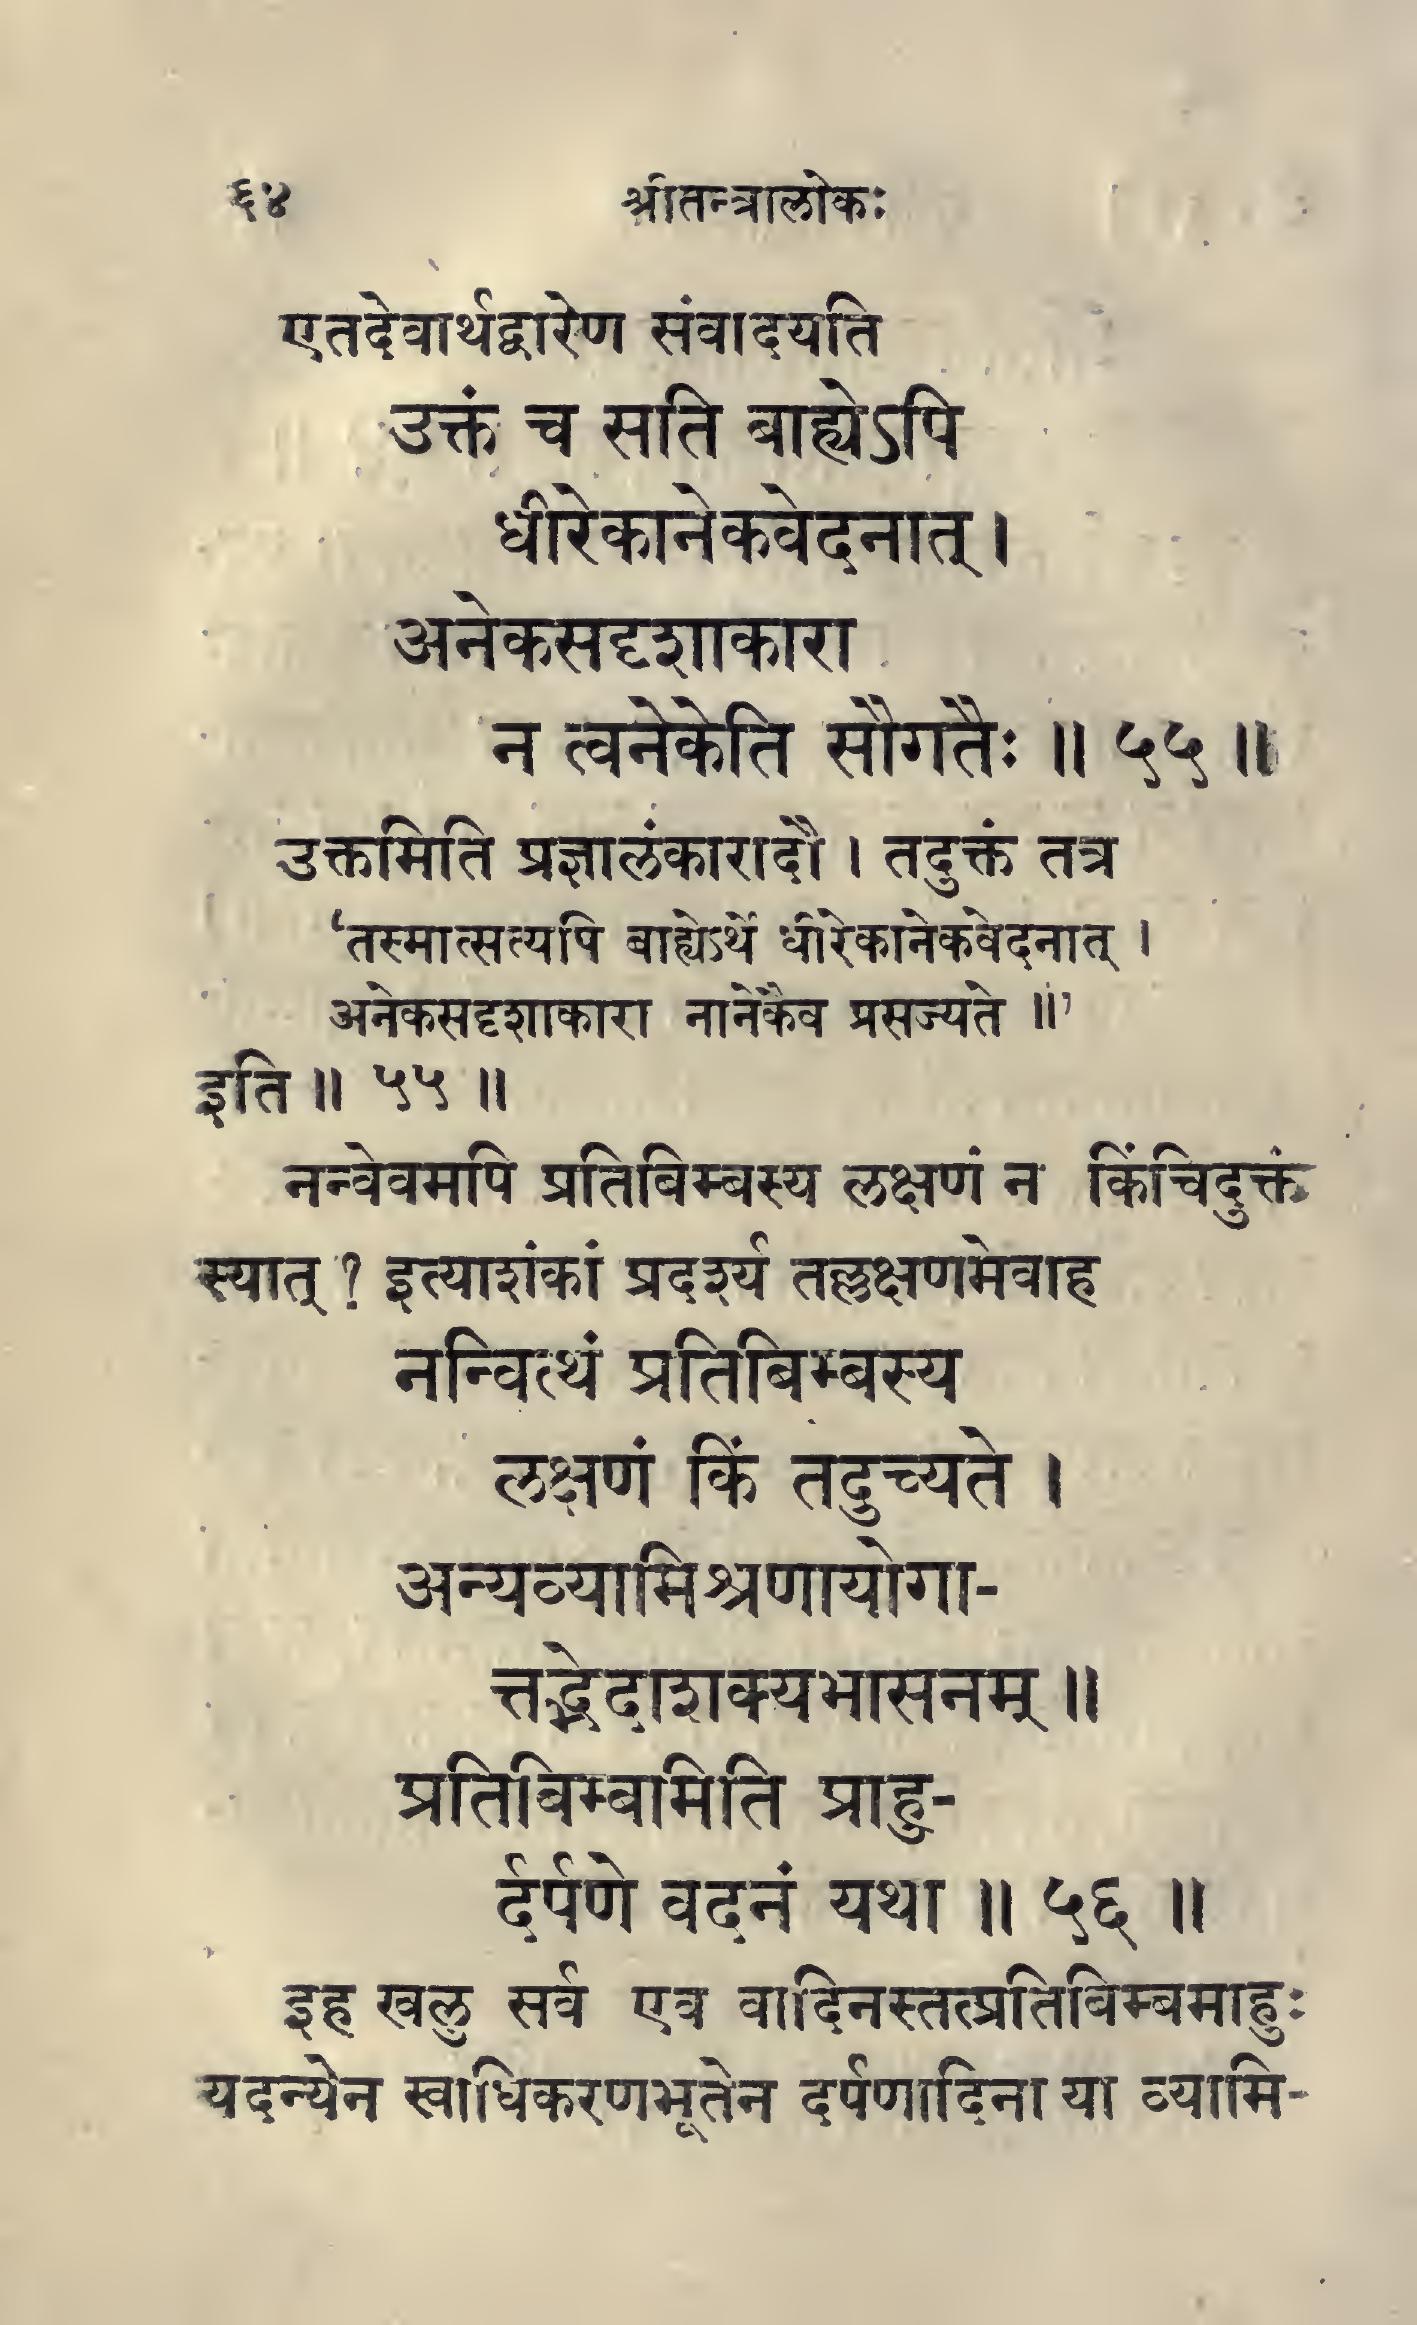 ६४ श्रीतन्त्रालोकः
एतदेवार्थद्वारेण संवादयति
उक्तं च सति बाह्येऽपि
धीरेकानेकवेदनात् ।
अनेकसदृशाकारा
न त्वनेकेति सौगतैः ॥ ५५ ॥
उक्तमिति प्रज्ञालंकारादौ । तदुक्तं तत्र
‘तस्मात्सत्यपि बाह्येऽर्थे धीरेकानेकवेदनात् ।
अनेकसदृशाकारा नानेकैव प्रसज्यते ॥’
इति ॥ ५५ ॥
नन्वेवमपि प्रतिबिम्बस्य लक्षणं न किंचिदुक्तं
स्यात् ? इत्याशंकां प्रदर्श्य तल्लक्षणमेवाह
नन्वित्थं प्रतिबिम्बस्य
लक्षणं किं तदुच्यते ।
अन्यव्यामिश्रणायोगा-
त्तद्भेदाशक्यभासनम् ॥
प्रतिबिम्बमिति प्राहु-
र्दर्पणे वदनं यथा ॥ ५६ ॥
इह खलु सर्व एव वादिनस्तत्प्रतिबिम्बमाहुः
यदन्येन स्वाधिकरणभूतेन दर्पणादिना या व्यामि-